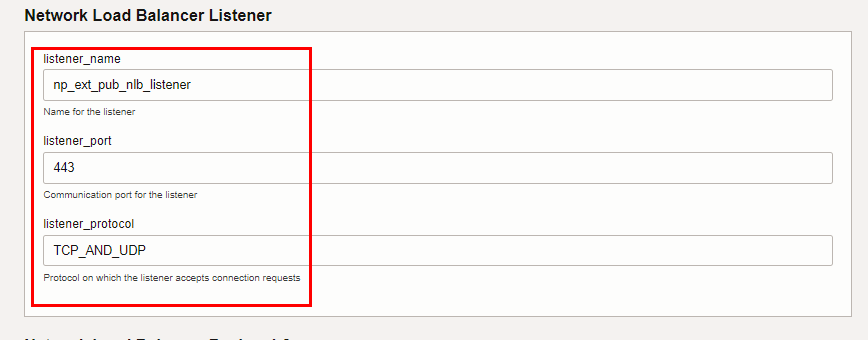 Network Load Balancer Listener
listener_name
np_ext_pub_nlb_listener
Name for the listener
listener_port
443
Communication port for the listener
listener_protocol
TCP_AND_UDP
Protocol on which the listener accepts connection requests